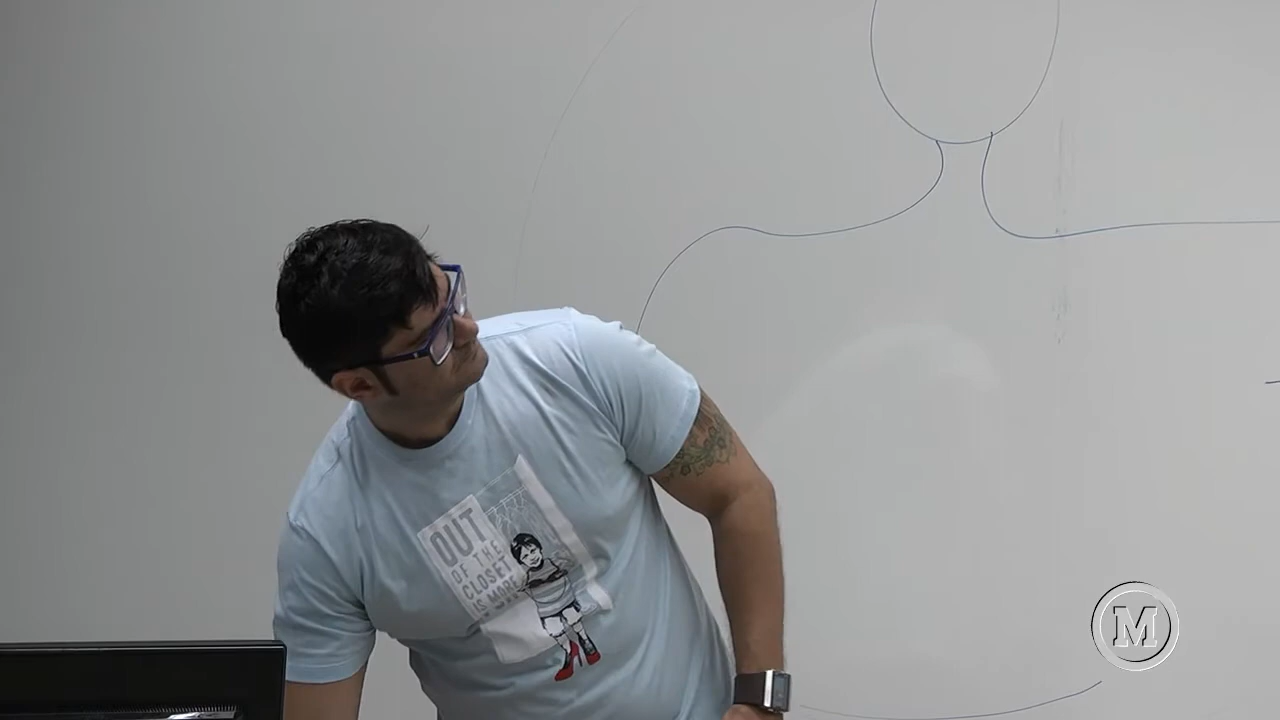 OUT
OF THE
CLOSET
IS MORE
M